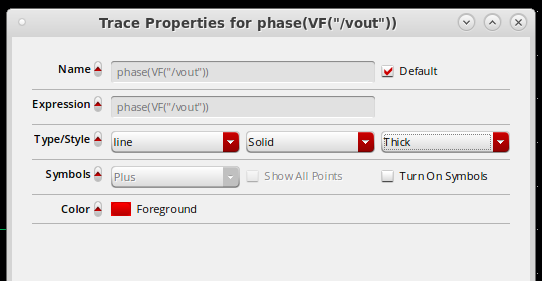 Trace Properties for phase(VF("/vout"))
Name phase(VF("/vout")) Default
Expression phase(VF("/vout"))
Type/Style line Solid Thick
Symbols Plus Show All Points Turn On Symbols
Color Foreground